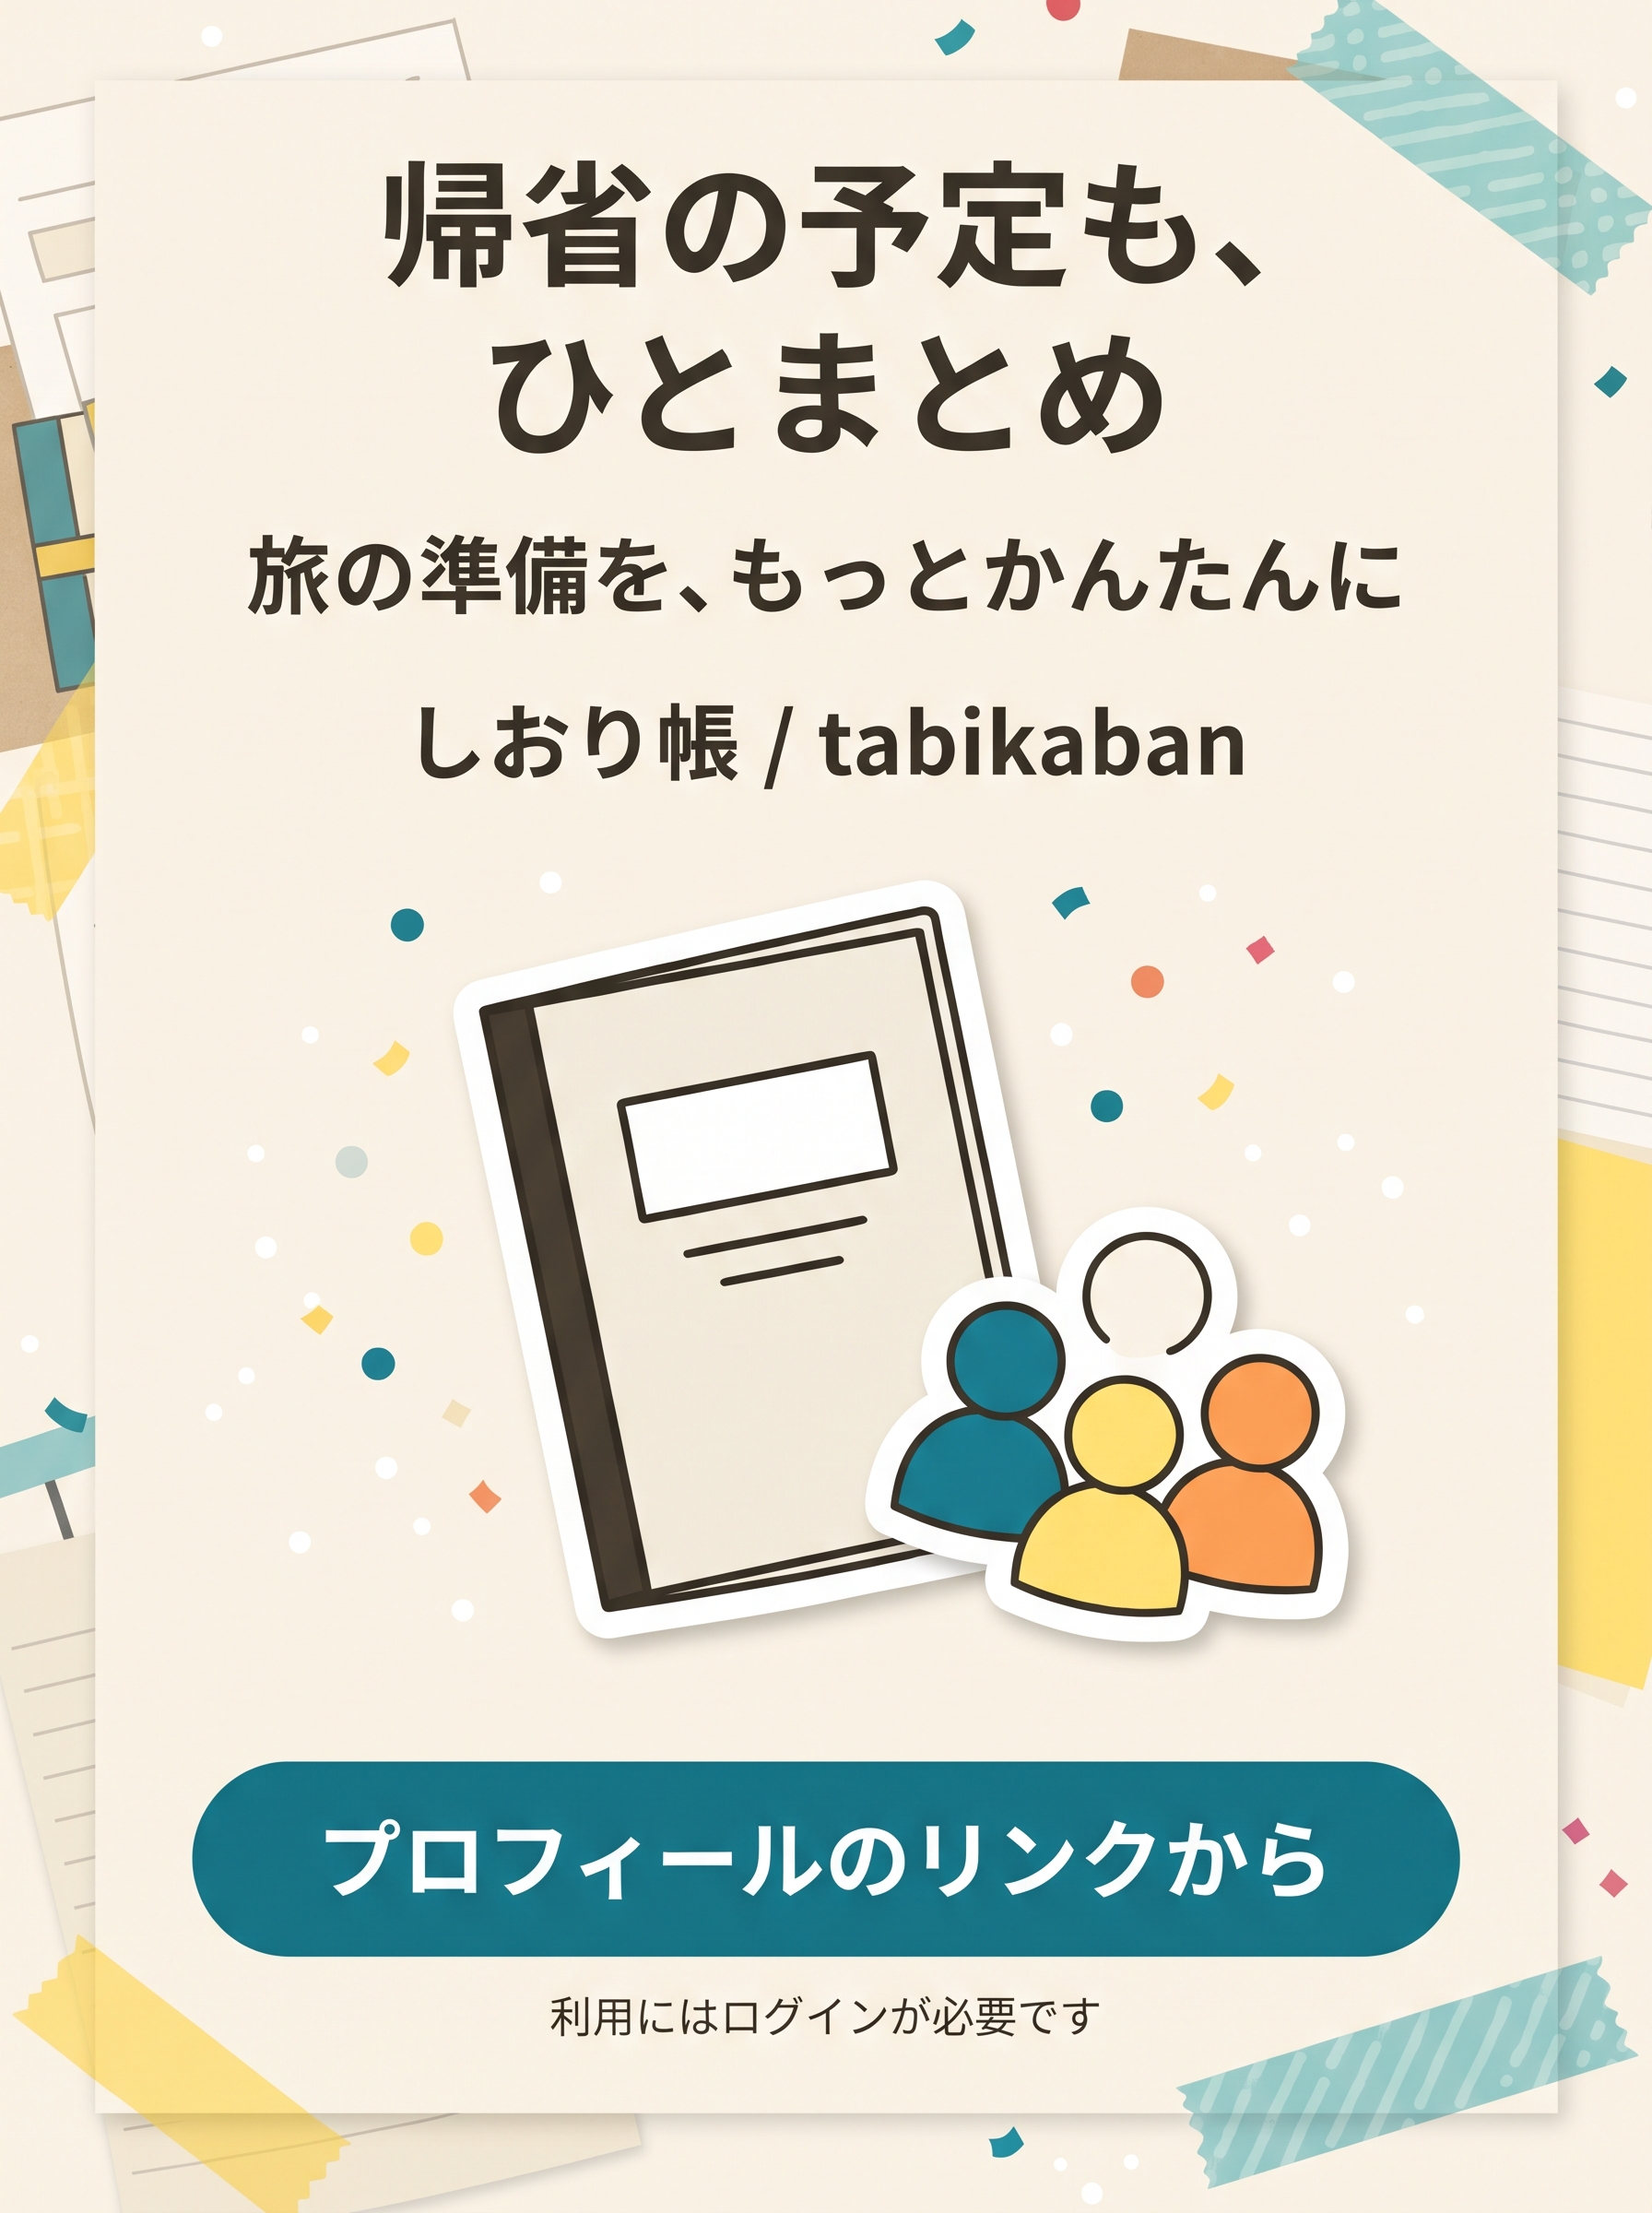 帰省の予定も、
ひとまとめ
旅の準備を、もっとかんたんに
しおり帳 / tabikaban
プロフィールのリンクから
利用にはログインが必要です